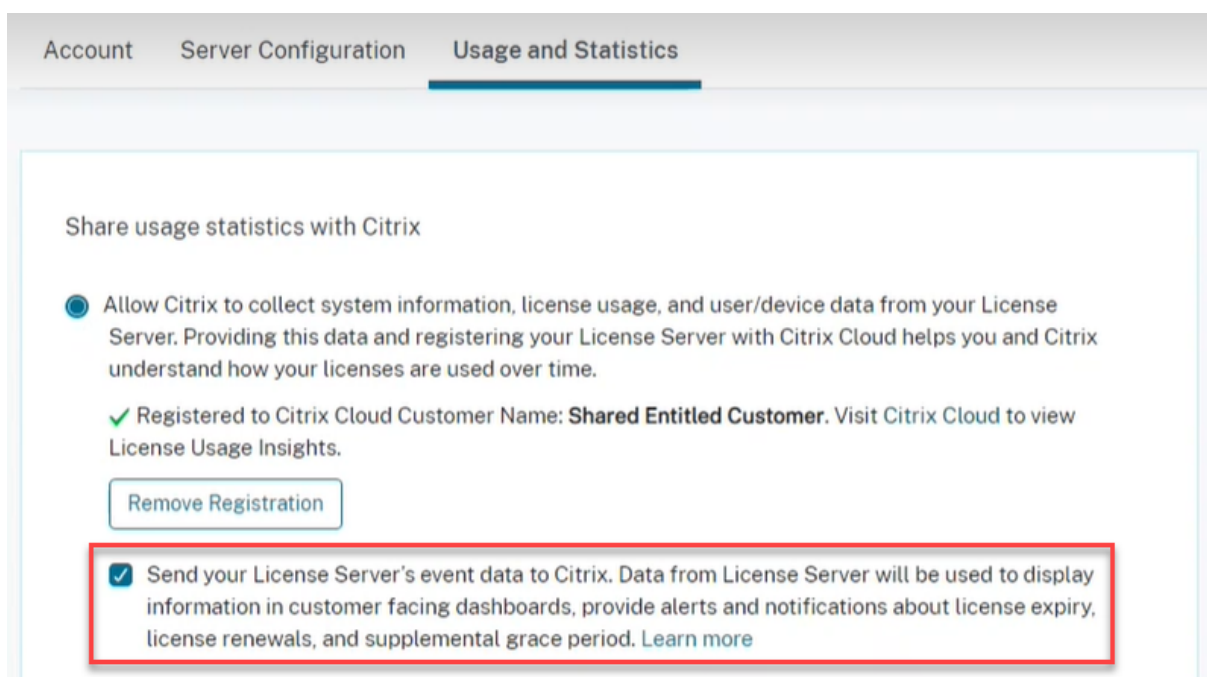 Account Server Configuration Usage and Statistics
Share usage statistics with Citrix
Allow Citrix to collect system information, license usage, and user/device data from your License
Server. Providing this data and registering your License Server with Citrix Cloud helps you and Citrix
understand how your licenses are used over time.
Registered to Citrix Cloud Customer Name: Shared Entitled Customer. Visit Citrix Cloud to view
License Usage Insights.
Remove Registration
Send your License Server's event data to Citrix. Data from License Server will be used to display
information in customer facing dashboards, provide alerts and notifications about license expiry,
license renewals, and supplemental grace period. Learn more